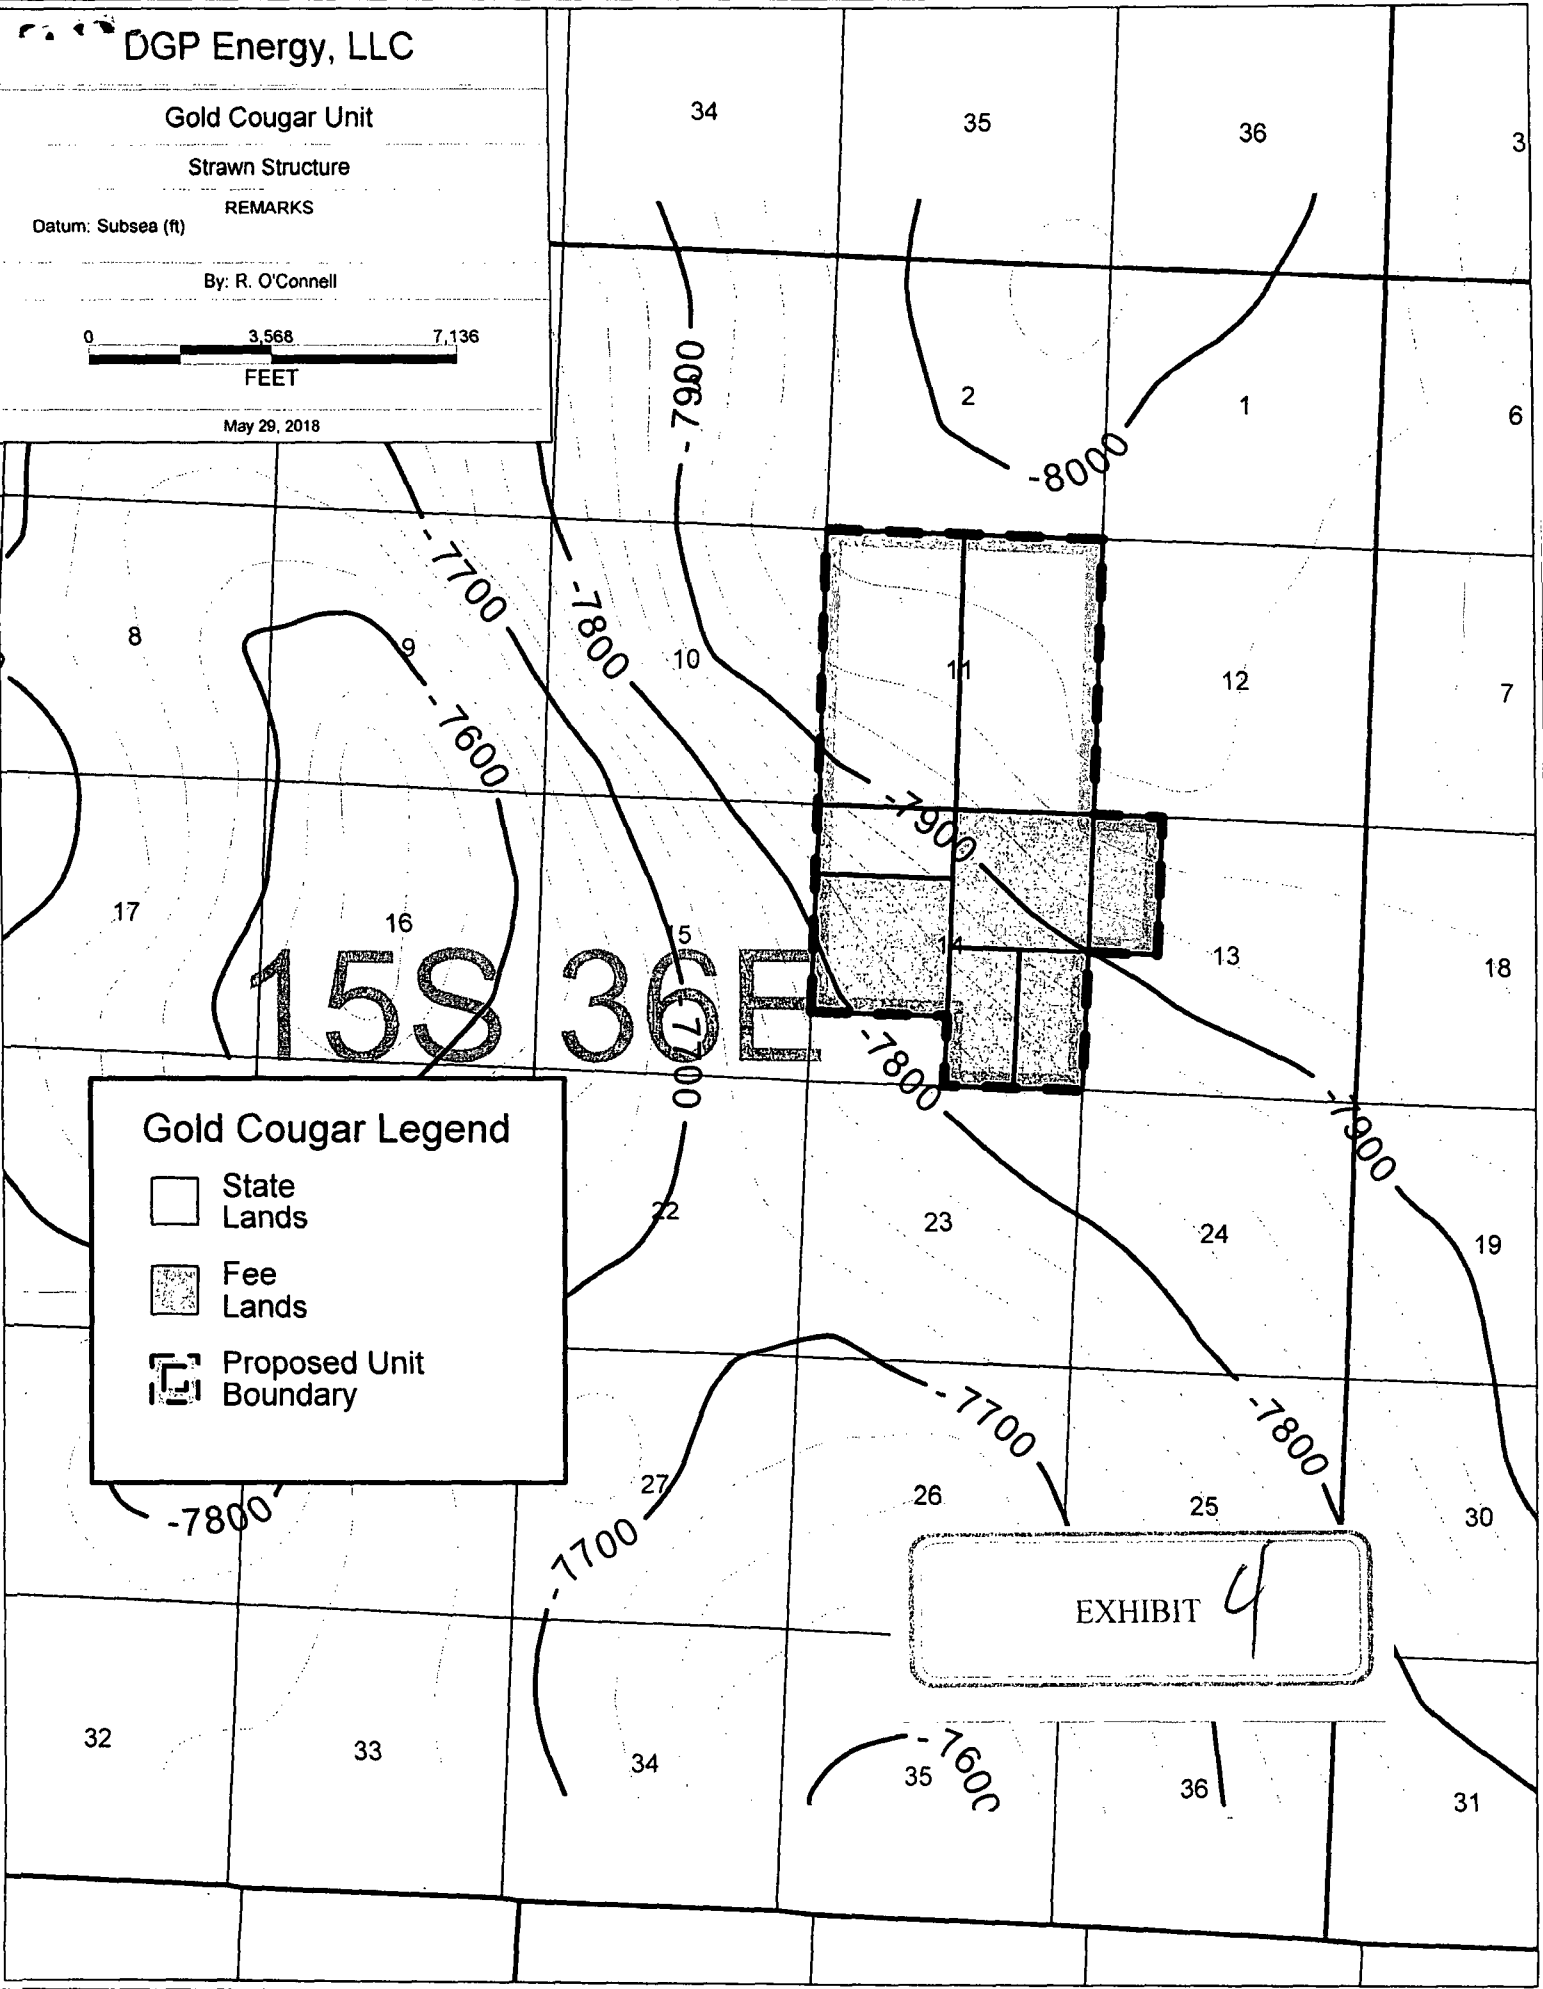 DGP Energy, LLC
Gold Cougar Unit
Strawn Structure
REMARKS
Datum: Subsea (ft)
By: R. O'Connell
0 3,568 7,136
FEET
May 29, 2018
34 35 36 3
-7900
2 1 6
-8000
-7700
-7800
8 9 10 11 12 7
-7600
-7900
17 16 15 14 13 18
15S 36E
-7700
-7800
-7900
Gold Cougar Legend
State
Lands
Fee
Lands
Proposed Unit
Boundary
22 23 24 19
-7700
-7800
27 26 25 30
-7800
-7700
EXHIBIT 4
32 33 34 35 36 31
-7600